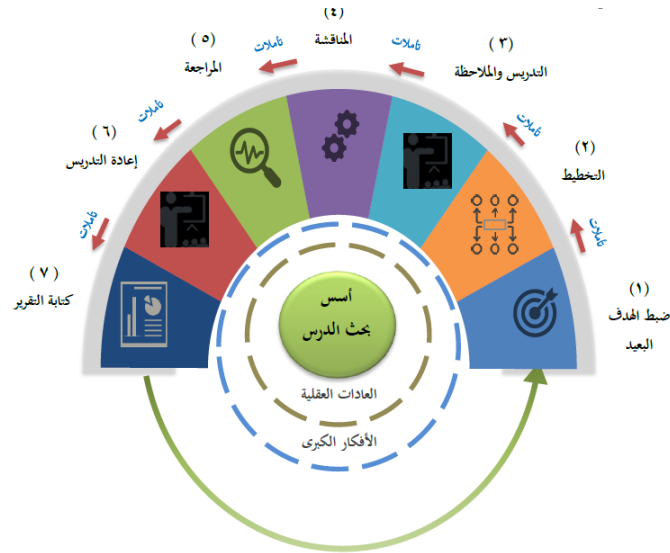 (١)
ضبط الهدف
البعيد
تأملات
(٢)
التخطيط
تأملات
(٣)
التدريس والملاحظة
تأملات
(٤)
المناقشة
تأملات
(٥)
المراجعة
تأملات
(٦)
إعادة التدريس
تأملات
(٧)
كتابة التقرير
أسس
بحث الدرس
العادات العقلية
الأفكار الكبرى